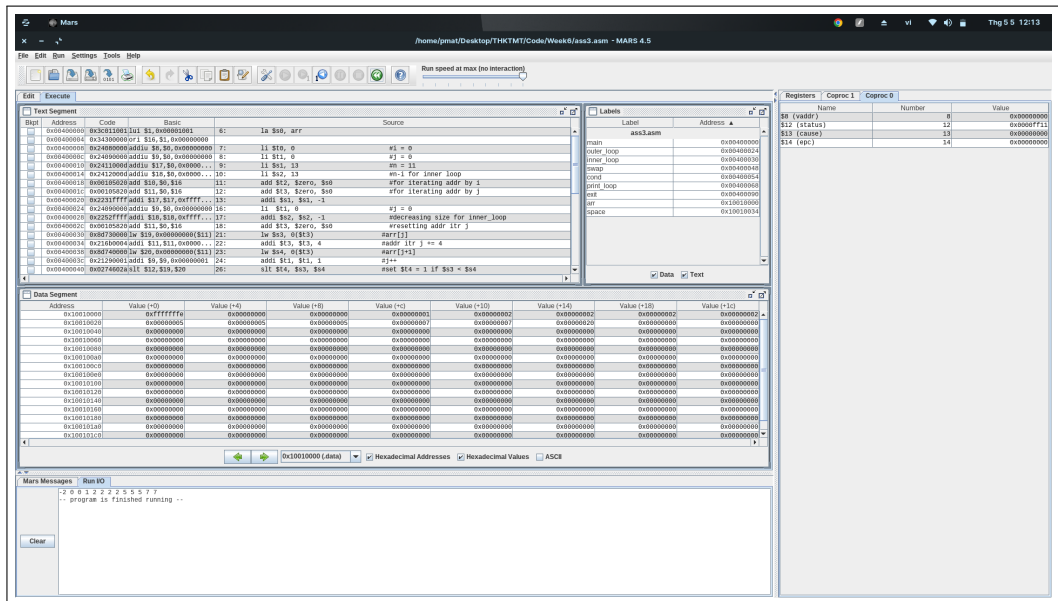 Mars
vi
Thg 5 5 12:13
/home/pmat/Desktop/THKTMT/Code/Week6/ass3.asm - MARS 4.5
File Edit Run Settings Tools Help
Run speed at max (no interaction)
Edit Execute
Text Segment
Bkpt Address Code Basic Source
0x00400000 0x3c011001 lui $1,0x00001001 6: la $s0, arr
0x00400004 0x34300000 ori $16,$1,0x00000000
0x00400008 0x24080000 addiu $8,$0,0x00000000 7: li $t0, 0 #i = 0
0x0040000c 0x24090000 addiu $9,$0,0x00000000 8: li $t1, 0 #j = 0
0x00400010 0x2411000d addiu $17,$0,0x0000... 9: li $s1, 13 #n = 11
0x00400014 0x2412000d addiu $18,$0,0x0000... 10: li $s2, 13 #n-i for inner loop
0x00400018 0x00105020 add $10,$0,$16 11: add $t2, $zero, $s0 #for iterating addr by i
0x0040001c 0x00105820 add $11,$0,$16 12: add $t3, $zero, $s0 #for iterating addr by j
0x00400020 0x2231ffff addi $17,$17,0xffff... 13: addi $s1, $s1, -1
0x00400024 0x24090000 addiu $9,$0,0x00000000 16: li $t1, 0 #j = 0
0x00400028 0x2252ffff addi $18,$18,0xffff... 17: addi $s2, $s2, -1 #decreasing size for inner_loop
0x0040002c 0x00105820 add $11,$0,$16 18: add $t3, $zero, $s0 #resetting addr itr j
0x00400030 0x8d730000 lw $19,0x00000000($11) 21: lw $s3, 0($t3) #arr[j]
0x00400034 0x216b0004 addi $11,$11,0x0000... 22: addi $t3, $t3, 4 #addr itr j += 4
0x00400038 0x8d740000 lw $20,0x00000000($11) 23: lw $s4, 0($t3) #arr[j+1]
0x0040003c 0x21290001 addi $9,$9,0x00000001 24: addi $t1, $t1, 1 #j++
0x00400040 0x0274602a slt $12,$19,$20 26: slt $t4, $s3, $s4 #set $t4 = 1 if $s3 < $s4
Labels
Label Address ▲
ass3.asm
main 0x00400000
outer_loop 0x00400024
inner_loop 0x00400030
swap 0x00400048
cond 0x00400054
print_loop 0x00400068
exit 0x00400090
arr 0x10010000
space 0x10010034
Data Text
Data Segment
Address Value (+0) Value (+4) Value (+8) Value (+c) Value (+10) Value (+14) Value (+18) Value (+1c)
0x10010000 0xfffffffe 0x00000000 0x00000000 0x00000001 0x00000002 0x00000002 0x00000002 0x00000002
0x10010020 0x00000005 0x00000005 0x00000005 0x00000007 0x00000007 0x00000020 0x00000000 0x00000000
0x10010040 0x00000000 0x00000000 0x00000000 0x00000000 0x00000000 0x00000000 0x00000000 0x00000000
0x10010060 0x00000000 0x00000000 0x00000000 0x00000000 0x00000000 0x00000000 0x00000000 0x00000000
0x10010080 0x00000000 0x00000000 0x00000000 0x00000000 0x00000000 0x00000000 0x00000000 0x00000000
0x100100a0 0x00000000 0x00000000 0x00000000 0x00000000 0x00000000 0x00000000 0x00000000 0x00000000
0x100100c0 0x00000000 0x00000000 0x00000000 0x00000000 0x00000000 0x00000000 0x00000000 0x00000000
0x100100e0 0x00000000 0x00000000 0x00000000 0x00000000 0x00000000 0x00000000 0x00000000 0x00000000
0x10010100 0x00000000 0x00000000 0x00000000 0x00000000 0x00000000 0x00000000 0x00000000 0x00000000
0x10010120 0x00000000 0x00000000 0x00000000 0x00000000 0x00000000 0x00000000 0x00000000 0x00000000
0x10010140 0x00000000 0x00000000 0x00000000 0x00000000 0x00000000 0x00000000 0x00000000 0x00000000
0x10010160 0x00000000 0x00000000 0x00000000 0x00000000 0x00000000 0x00000000 0x00000000 0x00000000
0x10010180 0x00000000 0x00000000 0x00000000 0x00000000 0x00000000 0x00000000 0x00000000 0x00000000
0x100101a0 0x00000000 0x00000000 0x00000000 0x00000000 0x00000000 0x00000000 0x00000000 0x00000000
0x100101c0 0x00000000 0x00000000 0x00000000 0x00000000 0x00000000 0x00000000 0x00000000 0x00000000
0x10010000 (.data) Hexadecimal Addresses Hexadecimal Values ASCII
Mars Messages Run I/O
-2 0 0 1 2 2 2 2 5 5 5 7 7
-- program is finished running --
Clear
Registers Coproc 1 Coproc 0
Name Number Value
$8 (vaddr) 8 0x00000000
$12 (status) 12 0x0000ff11
$13 (cause) 13 0x00000000
$14 (epc) 14 0x00000000